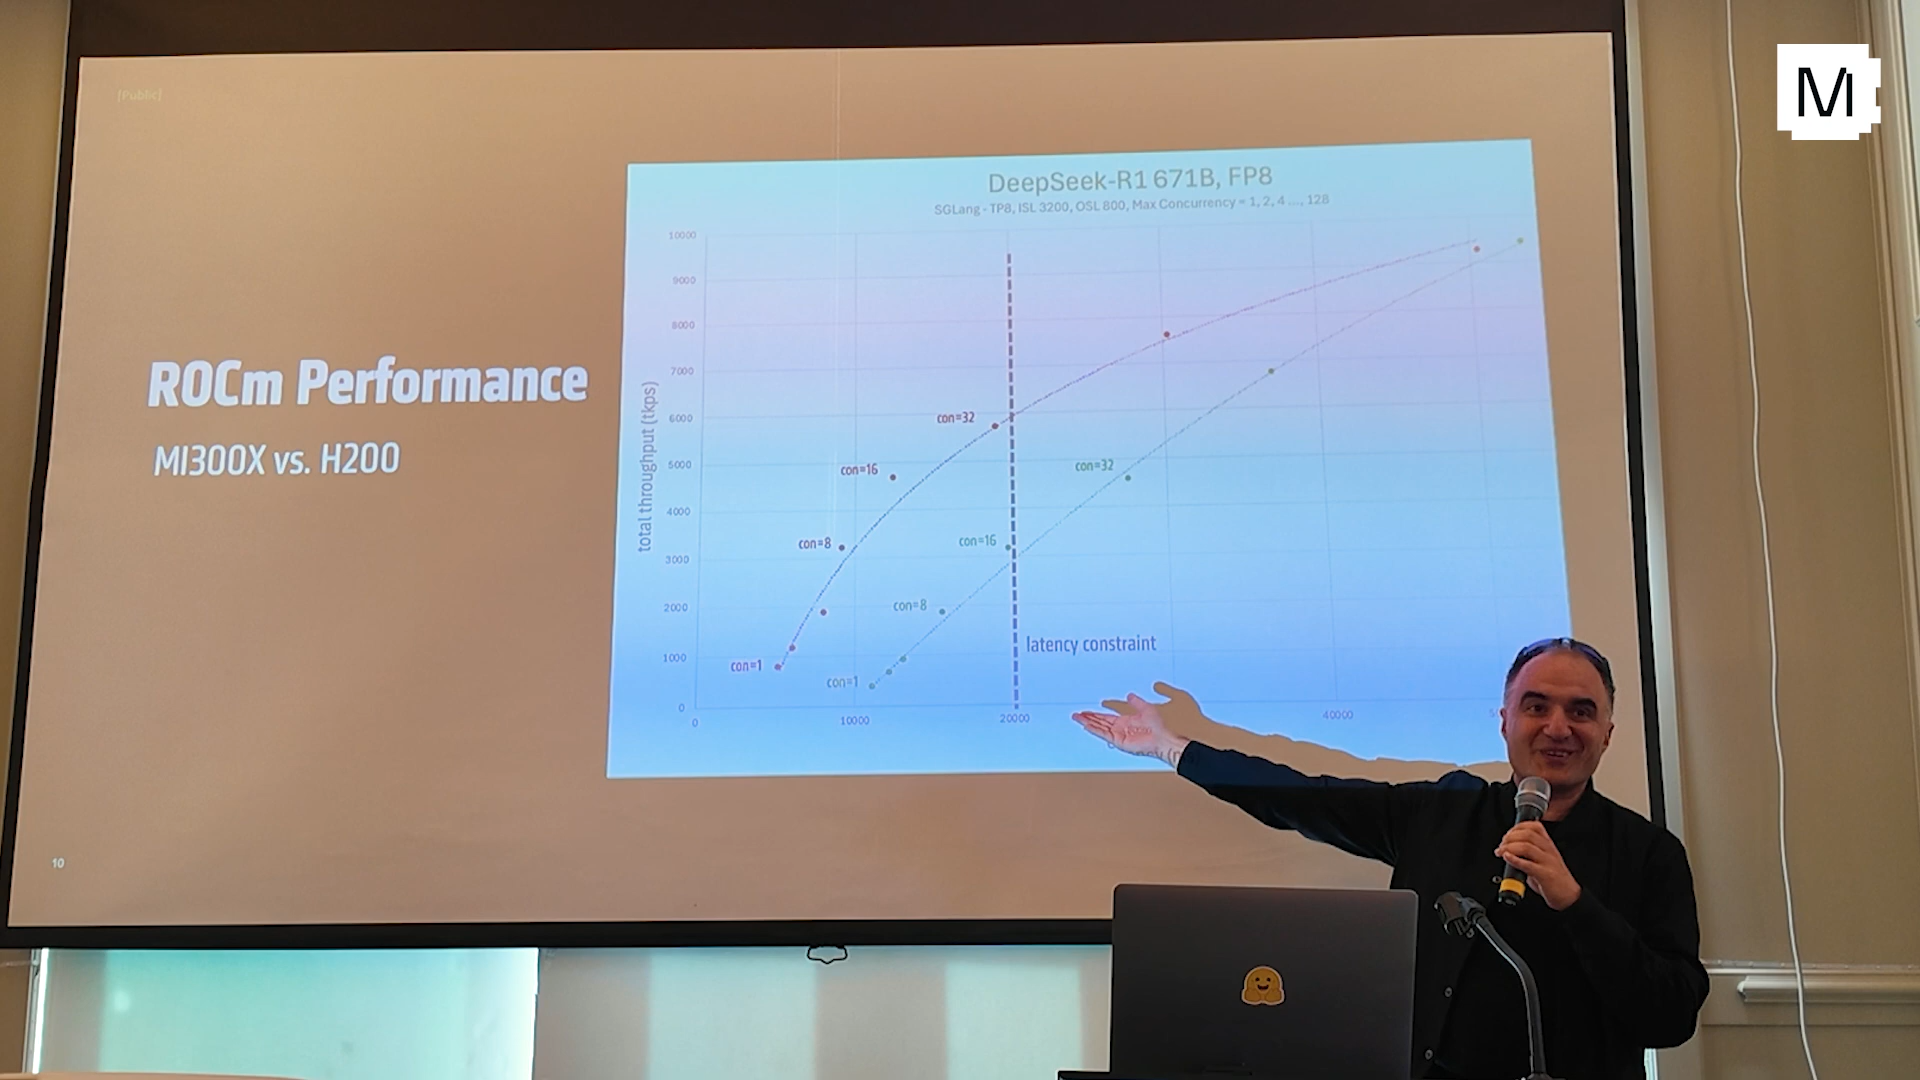 [Public]
M
ROCm Performance
MI300X vs. H200
DeepSeek-R1 671B, FP8
SGLang - TP8, ISL 3200, OSL 800, Max Concurrency = 1, 2, 4 ..., 128
total throughput (tkps)
10000
9000
8000
7000
6000
5000
4000
3000
2000
1000
0
con=32
con=16
con=8
con=1
con=32
con=16
con=8
con=1
latency constraint
0
10000
20000
40000
10